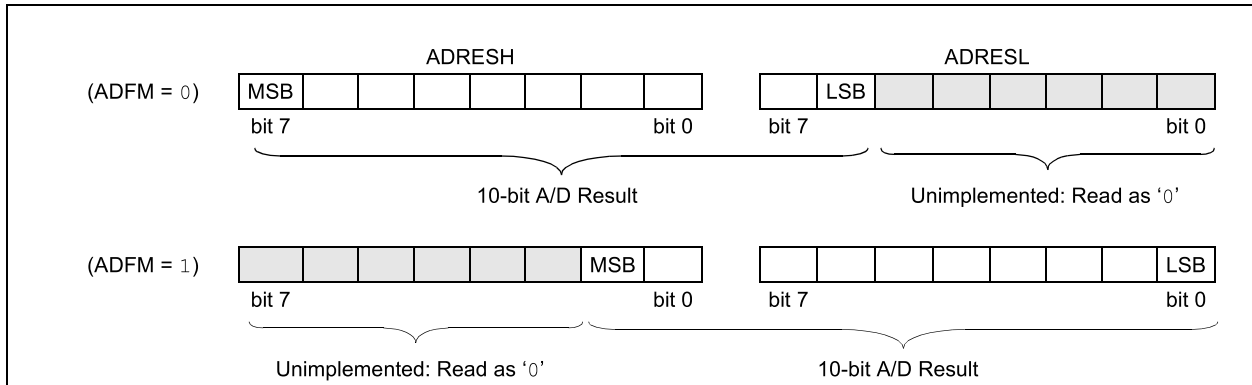 ADRESH ADRESL
(ADFM = 0) MSB LSB
bit 7 bit 0 bit 7 bit 0
10-bit A/D Result Unimplemented: Read as ‘0’
(ADFM = 1) MSB LSB
bit 7 bit 0 bit 7 bit 0
Unimplemented: Read as ‘0’ 10-bit A/D Result